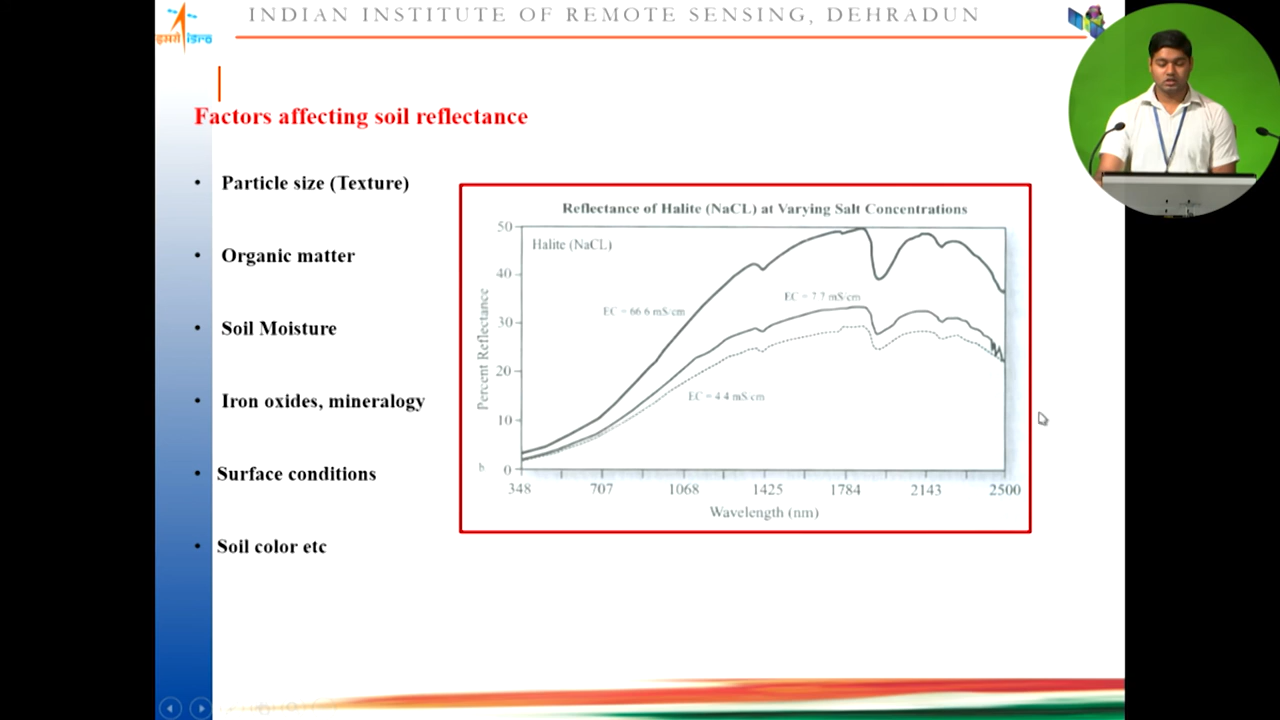 INDIAN INSTITUTE OF REMOTE SENSING, DEHRADUN
इसरो isro
Factors affecting soil reflectance
• Particle size (Texture)
• Organic matter
• Soil Moisture
• Iron oxides, mineralogy
• Surface conditions
• Soil color etc
Reflectance of Halite (NaCL) at Varying Salt Concentrations
Halite (NaCL)
EC = 66.6 mS/cm
EC = 7.7 mS/cm
EC = 4.4 mS/cm
Percent Reflectance
50
40
30
20
10
0
b
348 707 1068 1425 1784 2143 2500
Wavelength (nm)